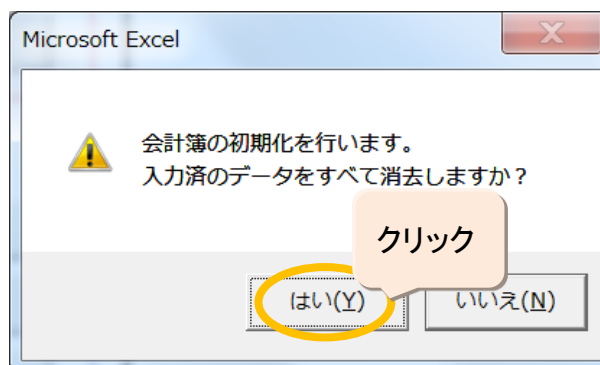 Microsoft Excel
会計簿の初期化を行います。
入力済のデータをすべて消去しますか？
クリック
はい(Y)
いいえ(N)